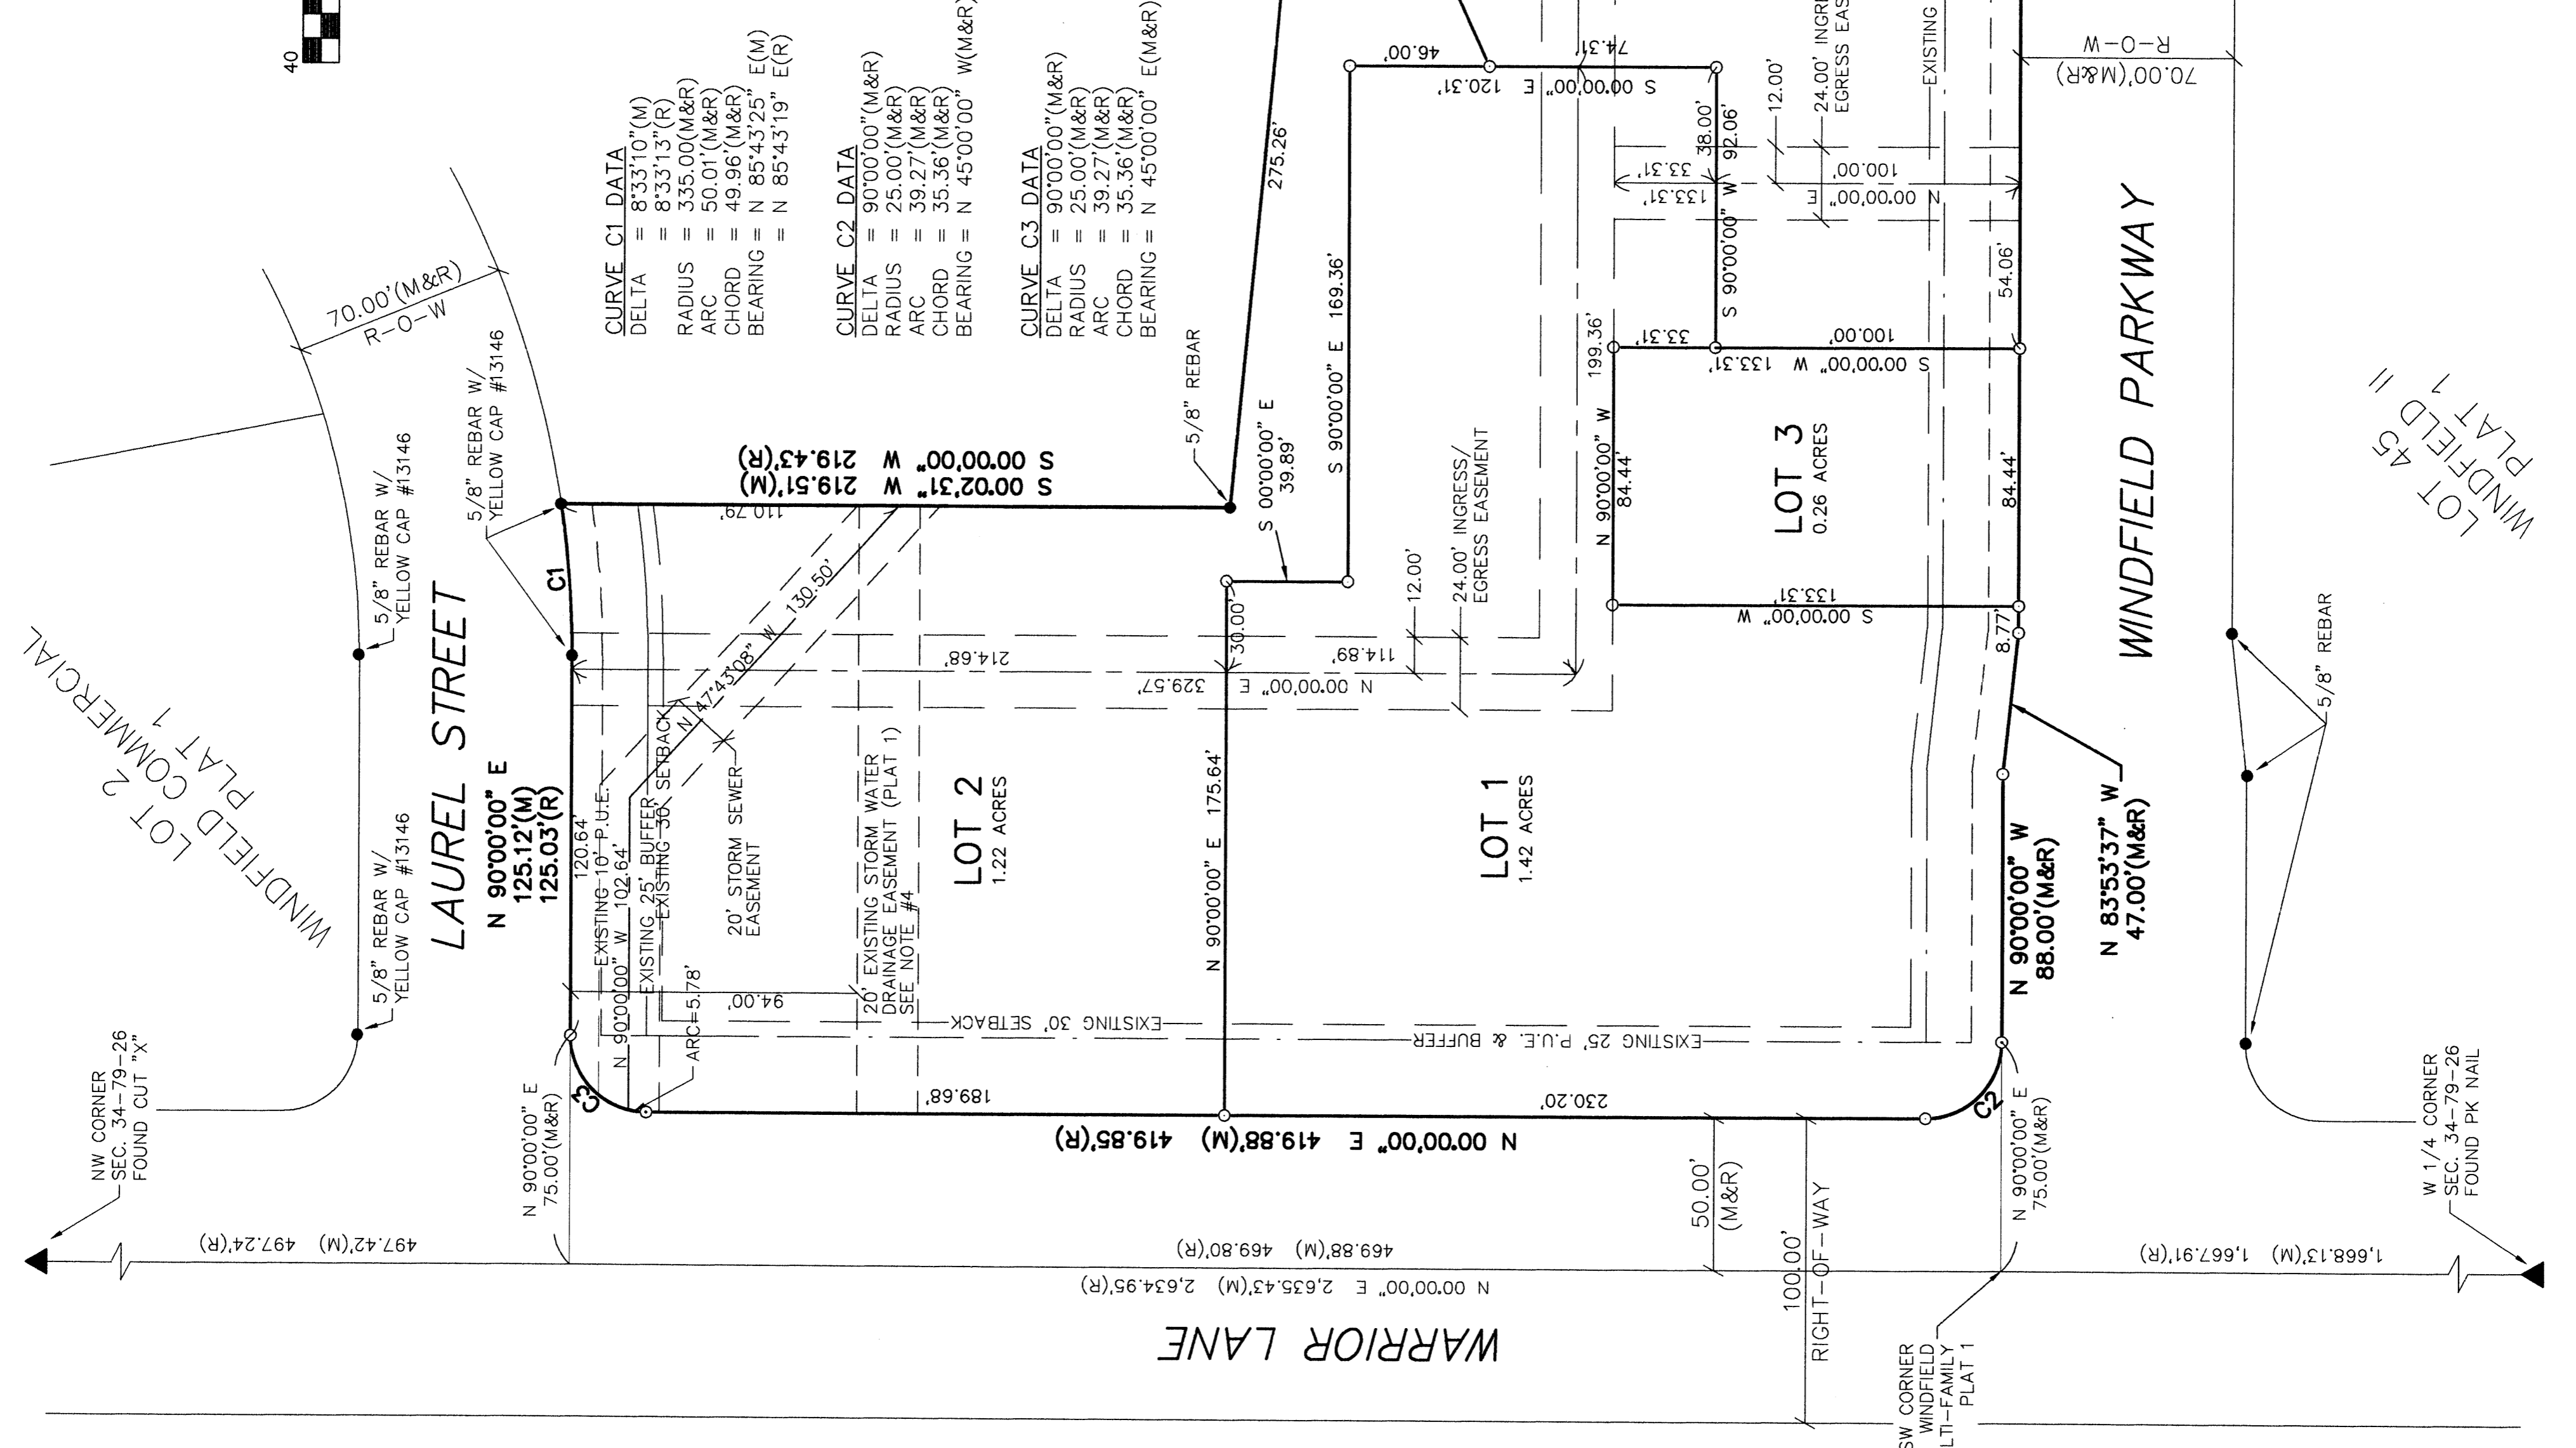 40
CURVE C1 DATA
DELTA = 8°33'10"(M)
= 8°33'13"(R)
RADIUS = 335.00(M&R)
ARC = 50.01'(M&R)
CHORD = 49.96'(M&R)
BEARING = N 85°43'25" E(M)
= N 85°43'19" E(R)
CURVE C2 DATA
DELTA = 90°00'00"(M&R)
RADIUS = 25.00'(M&R)
ARC = 39.27'(M&R)
CHORD = 35.36'(M&R)
BEARING = N 45°00'00" W(M&R)
CURVE C3 DATA
DELTA = 90°00'00"(M&R)
RADIUS = 25.00'(M&R)
ARC = 39.27'(M&R)
CHORD = 35.36'(M&R)
BEARING = N 45°00'00" E(M&R)
70.00'(M&R)
R-O-W
5/8" REBAR W/
YELLOW CAP #13146
5/8" REBAR W/
YELLOW CAP #13146
5/8" REBAR W/
YELLOW CAP #13146
LOT 2
WINDFIELD COMMERCIAL
PLAT 1
LAUREL STREET
N 90°00'00" E
125.12'(M)
125.03'(R)
C1
S 00°00'00" W 219.43'(R)
S 00°02'31" W 219.51'(M)
110.79'
5/8" REBAR
275.26'
S 00°00'00" E
39.89'
S 90°00'00" E 169.36'
46.00'
74.31'
S 00°00'00" E
120.31'
38.00'
S 90°00'00" W 92.06'
12.00'
24.00' INGRE
EGRESS EAS
EXISTING
33.31'
133.31'
100.00'
N 00°00'00" E
R-O-W
70.00'(M&R)
54.06'
199.36'
33.31'
100.00'
S 00°00'00" W 133.31'
N 90°00'00" W
84.44'
LOT 3
0.26 ACRES
84.44'
133.31'
S 00°00'00" W
8.77'
WINDFIELD PARKWAY
LOT 45
WINDFIELD II
PLAT 1
24.00' INGRESS/
EGRESS EASEMENT
12.00'
30.00'
114.89'
214.68'
N 00°00'00" E 329.57'
N 47°43'08" W 130.50'
120.64'
EXISTING 10' P.U.E.
N 90°00'00" W 102.64'
EXISTING 25' BUFFER
EXISTING 30' SETBACK
20' STORM SEWER
EASEMENT
20' EXISTING STORM WATER
DRAINAGE EASEMENT (PLAT 1)
SEE NOTE #4
LOT 2
1.22 ACRES
N 90°00'00" E 175.64'
LOT 1
1.42 ACRES
94.00'
ARC=5.78'
C3
EXISTING 30' SETBACK
EXISTING 25' P.U.E. & BUFFER
189.68'
230.20'
C2
N 00°00'00" E 419.88'(M) 419.85'(R)
N 90°00'00" W
88.00'(M&R)
N 83°53'37" W
47.00'(M&R)
5/8" REBAR
NW CORNER
SEC. 34-79-26
FOUND CUT "X"
N 90°00'00" E
75.00'(M&R)
N 90°00'00" E
75.00'(M&R)
W 1/4 CORNER
SEC. 34-79-26
FOUND PK NAIL
50.00'
(M&R)
100.00'
RIGHT-OF-WAY
497.42'(M) 497.24'(R)
469.88'(M) 469.80'(R)
N 00°00'00" E 2,635.43'(M) 2,634.95'(R)
1,668.13'(M) 1,667.91'(R)
WARRIOR LANE
SW CORNER
WINDFIELD
LTI-FAMILY
PLAT 1